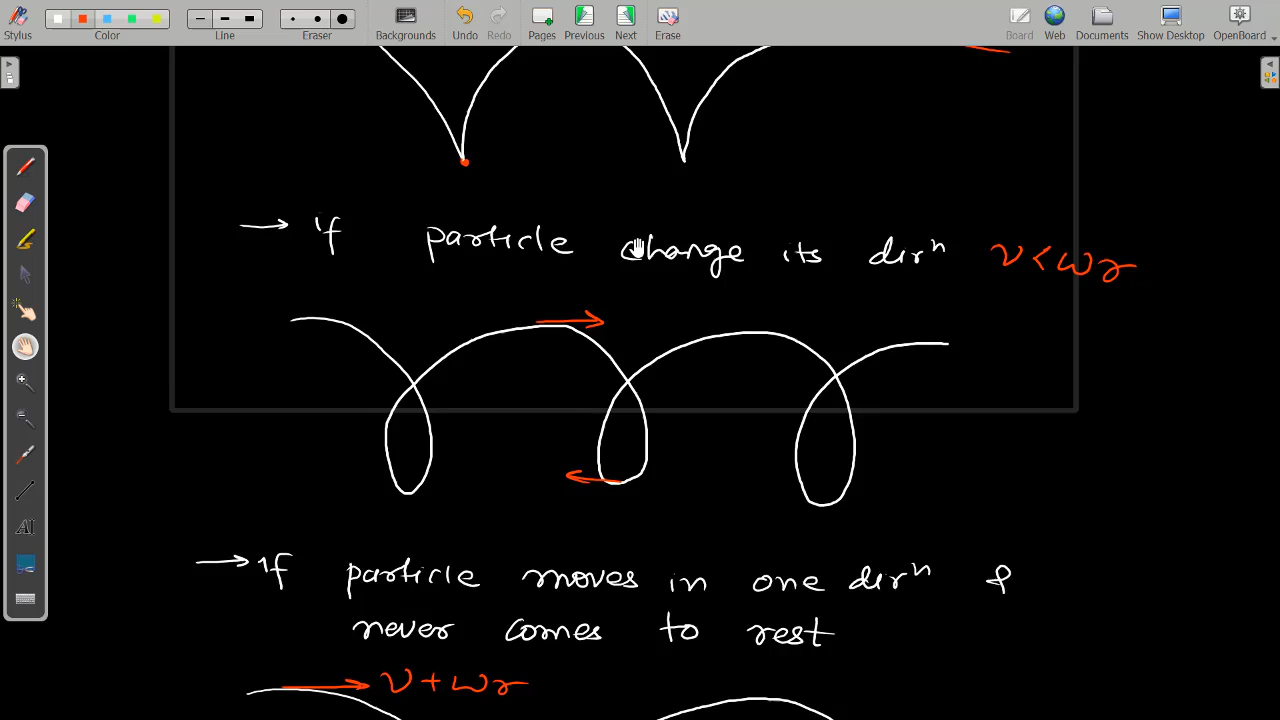 Stylus Color Line Eraser Backgrounds Undo Redo Pages Previous Next Erase Board Web Documents Show Desktop OpenBoard
→ if particle change its dirⁿ v < ωr
→ if particle moves in one dirⁿ &
never comes to rest
→ v + ωr
AI